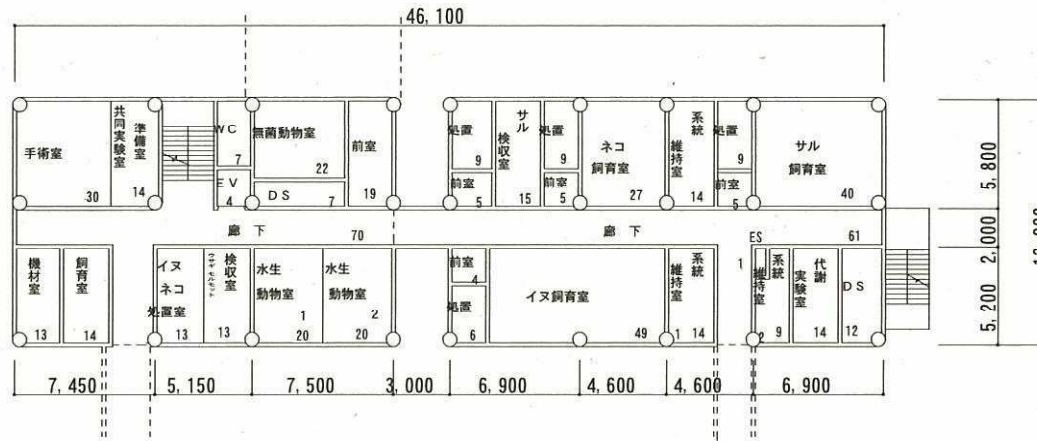 46,100
手術室
30
共同実験室
準備室
14
WC
7
EV
4
無菌動物室
22
DS
7
前室
19
処置
9
前室
5
サル
検収室
15
処置
9
前室
5
ネコ
飼育室
27
系統
維持室
14
処置
9
前室
5
サル
飼育室
40
5,800
2,000
5,200
廊下
70
廊下
ES
61
機材室
13
飼育室
14
イヌ
ネコ
処置室
13
ウサギ モルモット
検収室
13
水生
動物室
1
20
水生
動物室
2
20
前室
4
処置
6
イヌ飼育室
49
系統
維持室
1
14
1
系統
維持室
2
9
代謝
実験室
14
DS
12
7,450
5,150
7,500
3,000
6,900
4,600
4,600
6,900